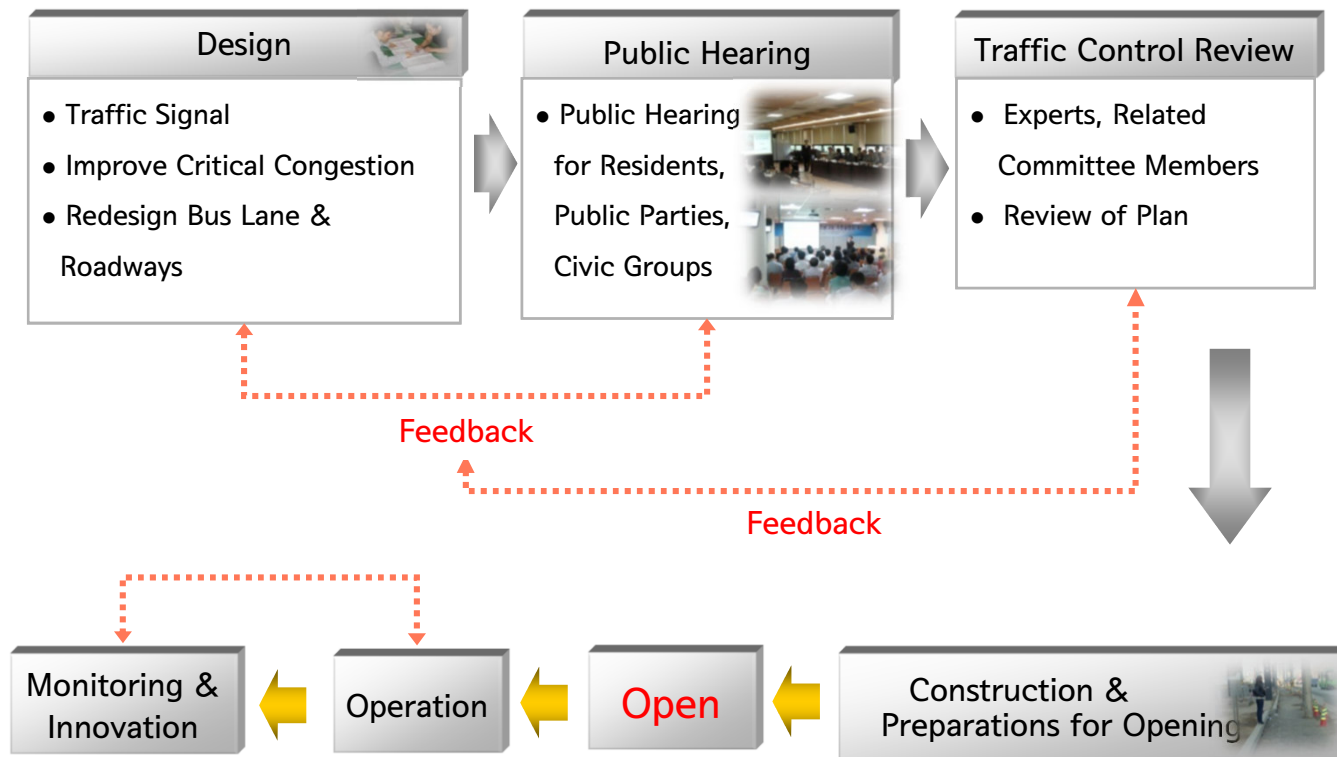 Design
• Traffic Signal
• Improve Critical Congestion
• Redesign Bus Lane &
Roadways
Public Hearing
• Public Hearing
for Residents,
Public Parties,
Civic Groups
Traffic Control Review
• Experts, Related
Committee Members
• Review of Plan
Feedback
Feedback
Monitoring &
Innovation
Operation
Open
Construction &
Preparations for Opening